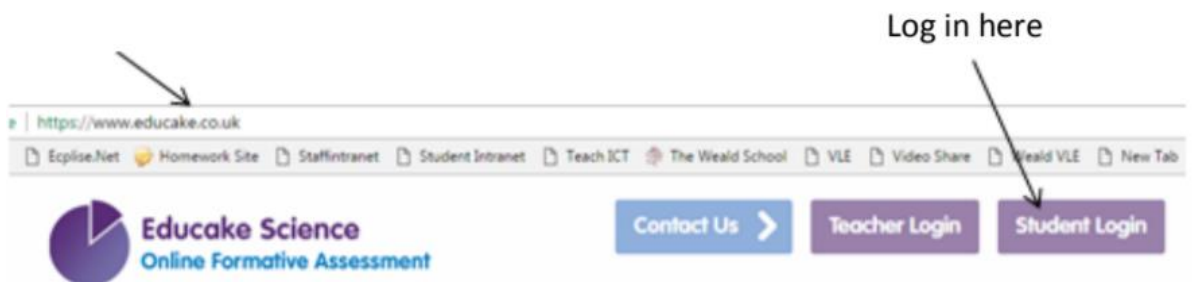 Log in here
https://www.educake.co.uk
Ecplise.Net Homework Site Staffintranet Student Intranet Teach ICT The Weald School VLE Video Share Weald VLE New Tab
Contact Us Teacher Login Student Login
Educake Science
Online Formative Assessment